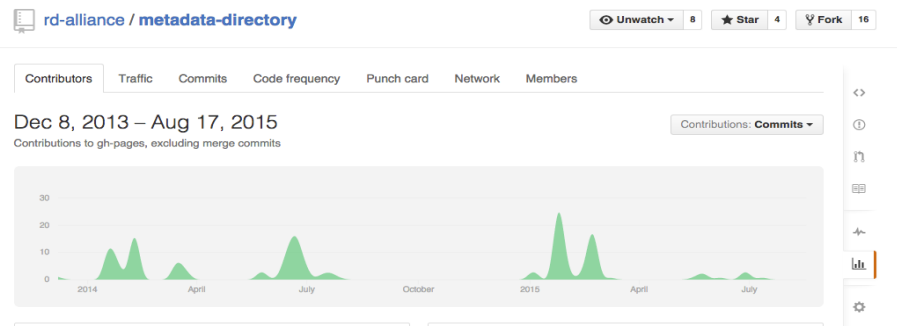 rd-alliance / metadata-directory
Unwatch 8 Star 4 Fork 16
Contributors Traffic Commits Code frequency Punch card Network Members
Dec 8, 2013 – Aug 17, 2015
Contributions: Commits
Contributions to gh-pages, excluding merge commits
30
20
10
0
2014 April July October 2015 April July